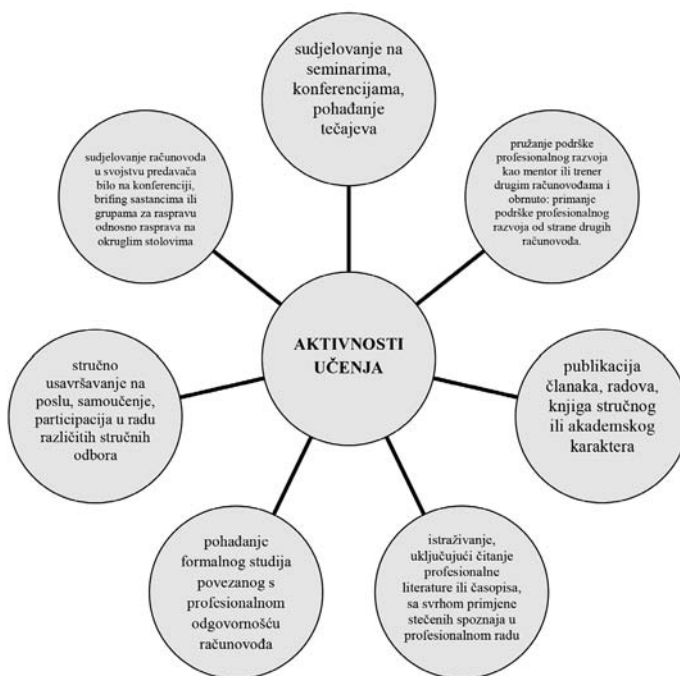 sudjelovanje na
seminarima,
konferencijama,
pohađanje
tečajeva
pružanje podrške
profesionalnog razvoja
kao mentor ili trener
drugim računovođama i
obrnuto: primanje
podrške profesionalnog
razvoja od strane drugih
računovođa.
publikacija
članaka, radova,
knjiga stručnog
ili akademskog
karaktera
istraživanje,
uključujući čitanje
profesionalne
literature ili časopisa,
sa svrhom primjene
stečenih spoznaja u
profesionalnom radu
pohađanje
formalnog studija
povezanog s
profesionalnom
odgovornošću
računovođa
stručno
usavršavanje na
poslu, samoučenje,
participacija u radu
različitih stručnih
odbora
sudjelovanje računovođa
u svojstvu predavača
bilo na konferenciji,
brifing sastancima ili
grupama za raspravu
odnosno rasprava na
okruglim stolovima
AKTIVNOSTI
UČENJA